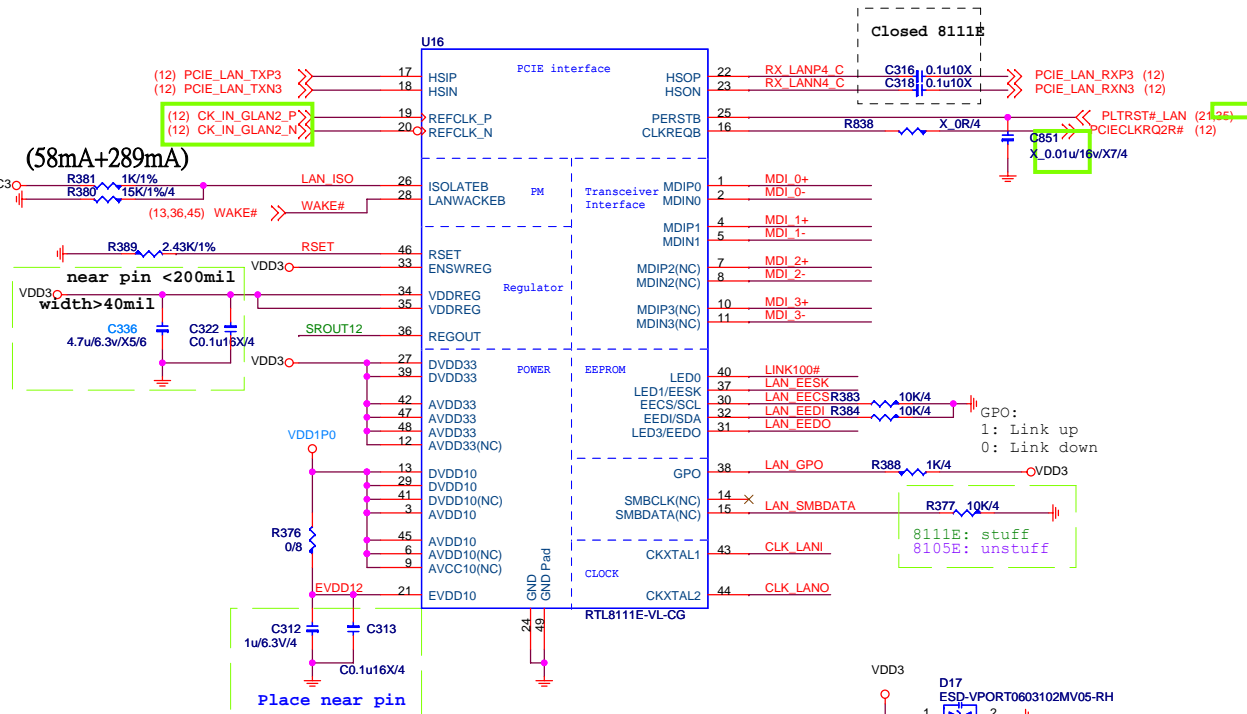 Closed 8111E
U16
PCIE interface
(12) PCIE_LAN_TXP3 17 HSIP HSOP 22 RX_LANP4_C C316 0.1u10X PCIE_LAN_RXP3 (12)
(12) PCIE_LAN_TXN3 18 HSIN HSON 23 RX_LANN4_C C318 0.1u10X PCIE_LAN_RXN3 (12)
(12) CK_IN_GLAN2_P 19 REFCLK_P PERSTB 25 PLTRST#_LAN (21,35)
(12) CK_IN_GLAN2_N 20 REFCLK_N CLKREQB 16 R838 X_0R/4 PCIECLKRQ2R# (12)
C851
X_0.01u/16v/X7/4
(58mA+289mA)
R381 1K/1% LAN_ISO 26 ISOLATEB PM Transceiver Interface MDIP0 1 MDI_0+
R380 15K/1%/4 28 LANWACKEB MDIN0 2 MDI_0-
(13,36,45) WAKE# WAKE#
MDIP1 4 MDI_1+
MDIN1 5 MDI_1-
R389 2.43K/1% RSET 46 RSET
VDD3 33 ENSWREG MDIP2(NC) 7 MDI_2+
MDIN2(NC) 8 MDI_2-
near pin <200mil
Regulator
VDD3 34 VDDREG
width>40mil 35 VDDREG MDIP3(NC) 10 MDI_3+
MDIN3(NC) 11 MDI_3-
C336 C322
4.7u/6.3v/X5/6 C0.1u16X/4
SROUT12 36 REGOUT
VDD3 27 DVDD33 POWER EEPROM
39 DVDD33 LED0 40 LINK100#
LED1/EESK 37 LAN_EESK
42 AVDD33 EECS/SCL 30 LAN_EECS R383 10K/4
47 AVDD33 EEDI/SDA 32 LAN_EEDI R384 10K/4
48 AVDD33 LED3/EEDO 31 LAN_EEDO
12 AVDD33(NC)
GPO:
1: Link up
0: Link down
VDD1P0
13 DVDD10 GPO 38 LAN_GPO R388 1K/4 VDD3
29 DVDD10
41 DVDD10(NC) SMBCLK(NC) 14
3 AVDD10 SMBDATA(NC) 15 LAN_SMBDATA R377 10K/4
8111E: stuff
8105E: unstuff
R376
0/8
45 AVDD10
6 AVDD10(NC) CKXTAL1 43 CLK_LANI
9 AVCC10(NC)
CLOCK
EVDD12 21 EVDD10 CKXTAL2 44 CLK_LANO
GND
GND Pad
24
49
RTL8111E-VL-CG
C312 C313
1u/6.3V/4
C0.1u16X/4
Place near pin
VDD3
D17
ESD-VPORT0603102MV05-RH
1 2